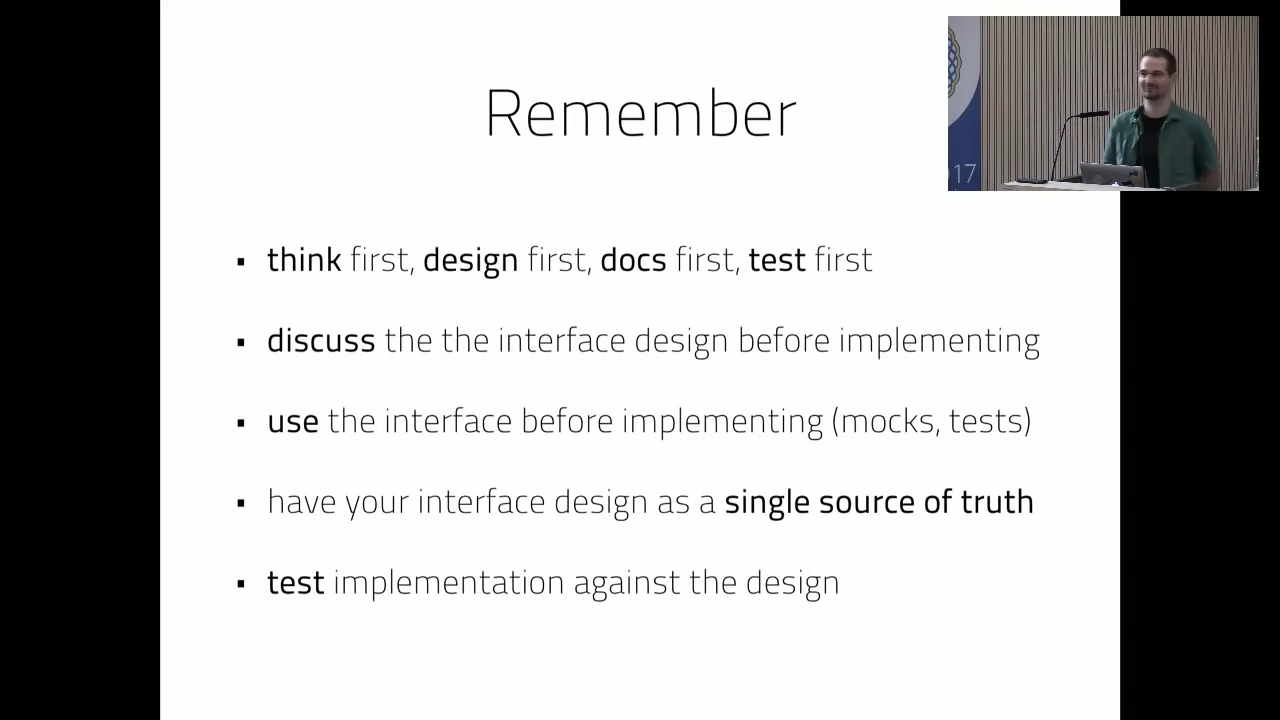 Remember
▪ think first, design first, docs first, test first
▪ discuss the the interface design before implementing
▪ use the interface before implementing (mocks, tests)
▪ have your interface design as a single source of truth
▪ test implementation against the design
17